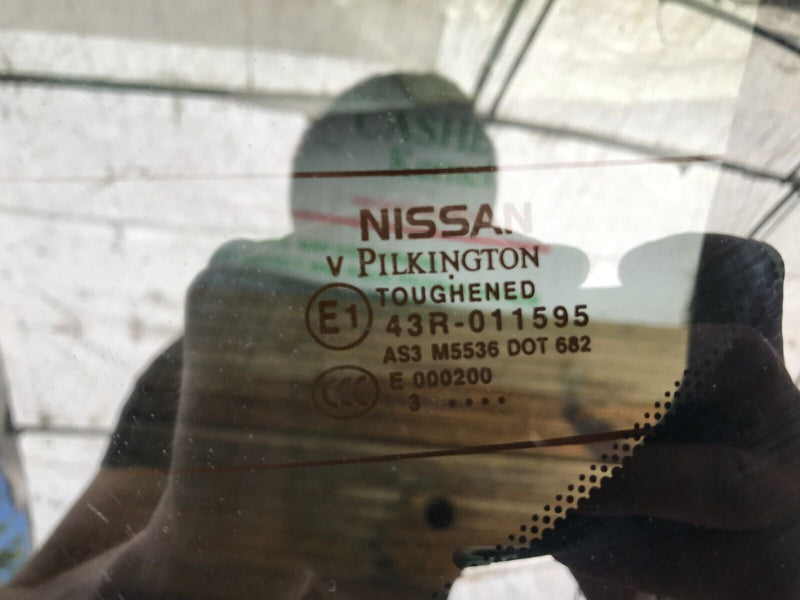 NISSAN
V PILKINGTON
TOUGHENED
E1 43R-011595
AS3 M5536 DOT 682
CCC E 000200
3 ••••